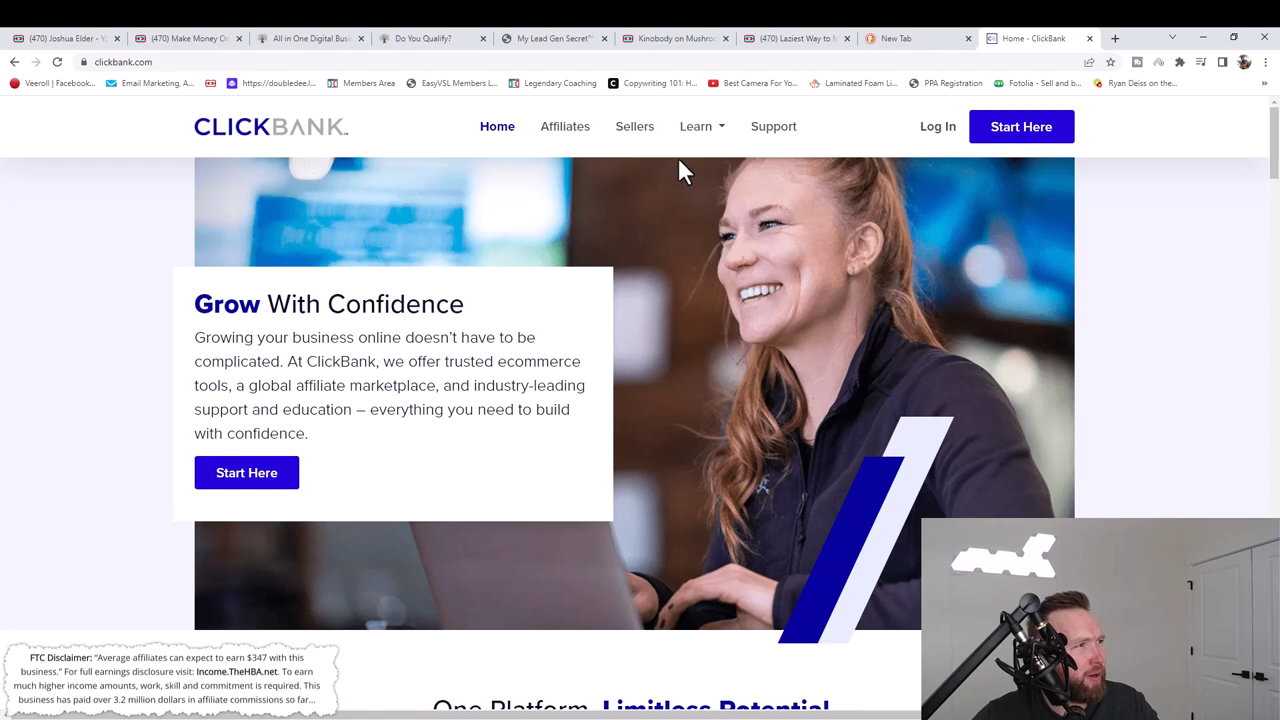 (470) Joshua Elder - Yo
(470) Make Money On
All in One Digital Busi
Do You Qualify?
My Lead Gen Secret™
Kinobody on Mushroo
(470) Laziest Way to M
New Tab
Home - ClickBank
clickbank.com
Veeroll | Facebook...
Email Marketing, A...
https://doubledee.l...
Members Area
EasyVSL Members L...
Legendary Coaching
Copywriting 101: H...
Best Camera For Yo...
Laminated Foam Li...
PPA Registration
Fotolia - Sell and b...
Ryan Deiss on the...
CLICKBANK
Home
Affiliates
Sellers
Learn
Support
Log In
Start Here
Grow With Confidence
Growing your business online doesn't have to be
complicated. At ClickBank, we offer trusted ecommerce
tools, a global affiliate marketplace, and industry-leading
support and education – everything you need to build
with confidence.
Start Here
FTC Disclaimer: "Average affiliates can expect to earn $347 with this
business." For full earnings disclosure visit: Income.TheHBA.net. To earn
much higher income amounts, work, skill and commitment is required. This
business has paid over 3.2 million dollars in affiliate commissions so far...
One Platform. Limitless Potential